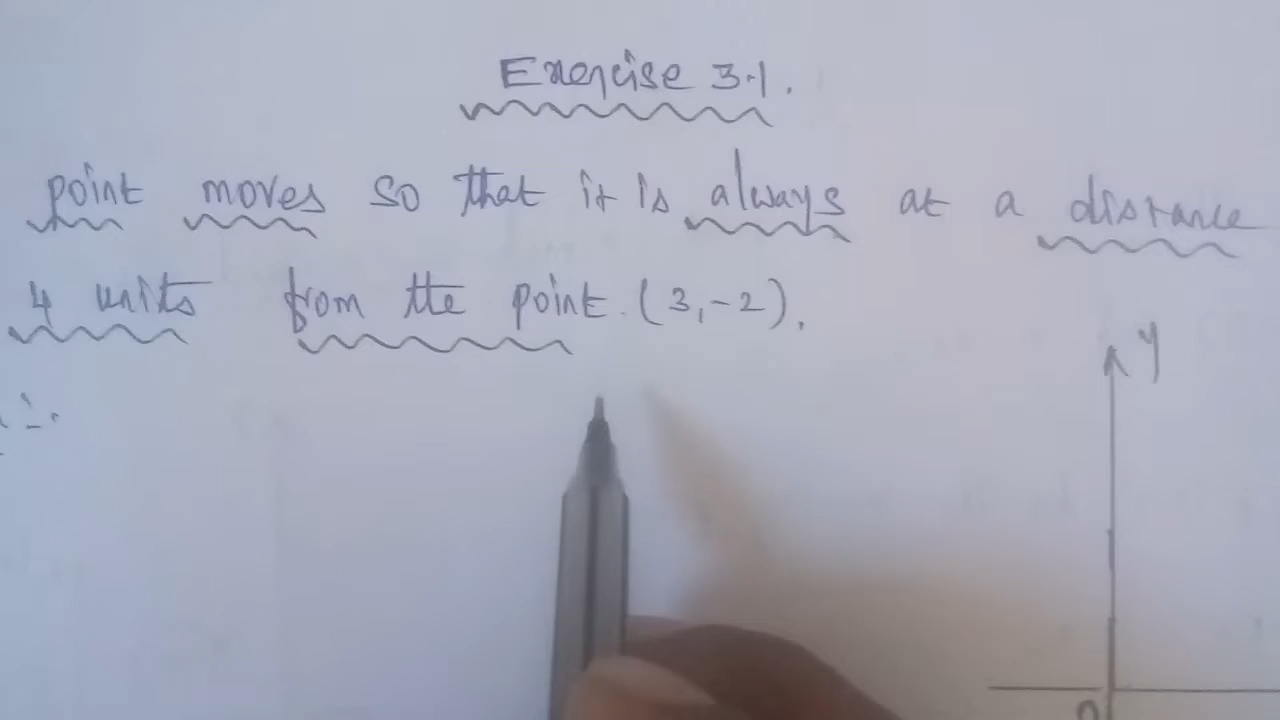 Exercise 3.1.
point moves so that it is always at a distance
4 units from the point (3,-2).
∴
y
0